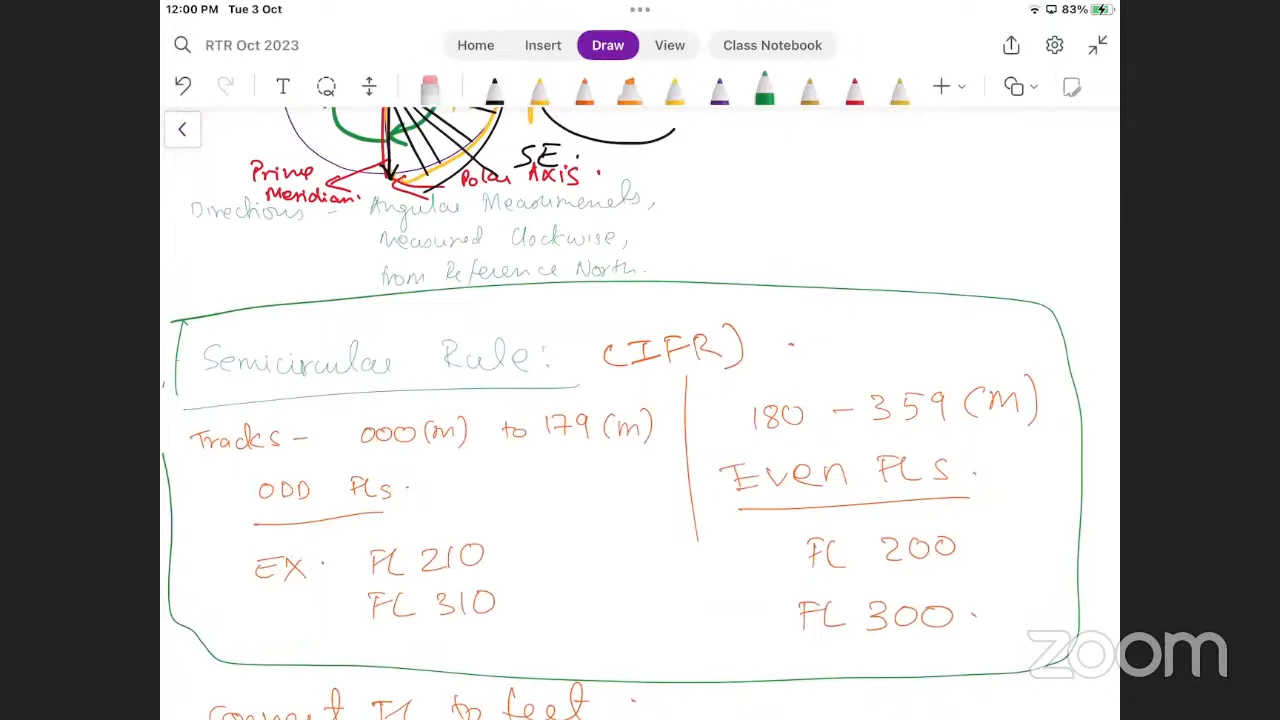 12:00 PM Tue 3 Oct
83%
RTR Oct 2023
Home Insert Draw View Class Notebook
T
SE.
Prime Meridian.
Polar AXIS.
Directions - Angular Measurements,
Measured Clockwise,
from Reference North.
Semicircular Rule: (IFR)
Tracks - 000(m) to 179(m)
180 - 359(m)
ODD FLs.
Even FLs.
EX. FL 210
FL 200
FL 310
FL 300.
convert FL to feet.
zoom